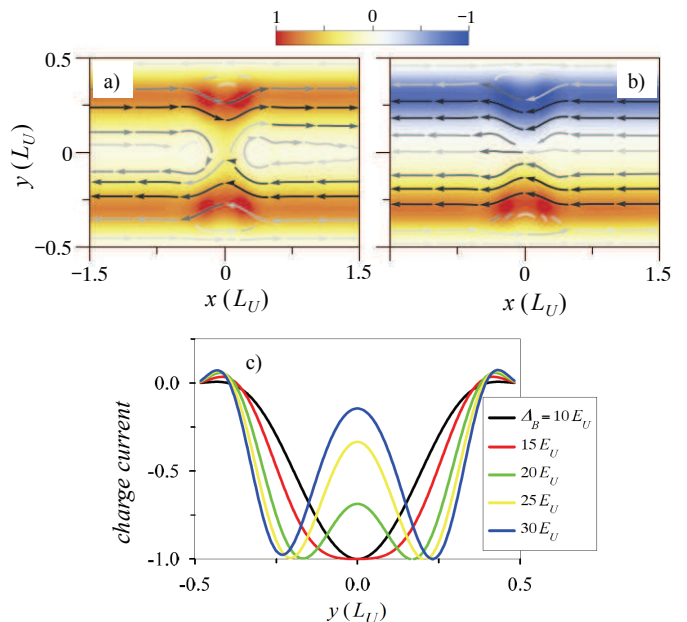 1 0 -1
0.5
a) b)
y (L_U)
0
-0.5
-1.5 0 1.5 0 1.5
x (L_U) x (L_U)
c)
0.0
Δ_B = 10 E_U
15 E_U
20 E_U
25 E_U
30 E_U
charge current
-0.5
-1.0
-0.5 0.0 0.5
y (L_U)